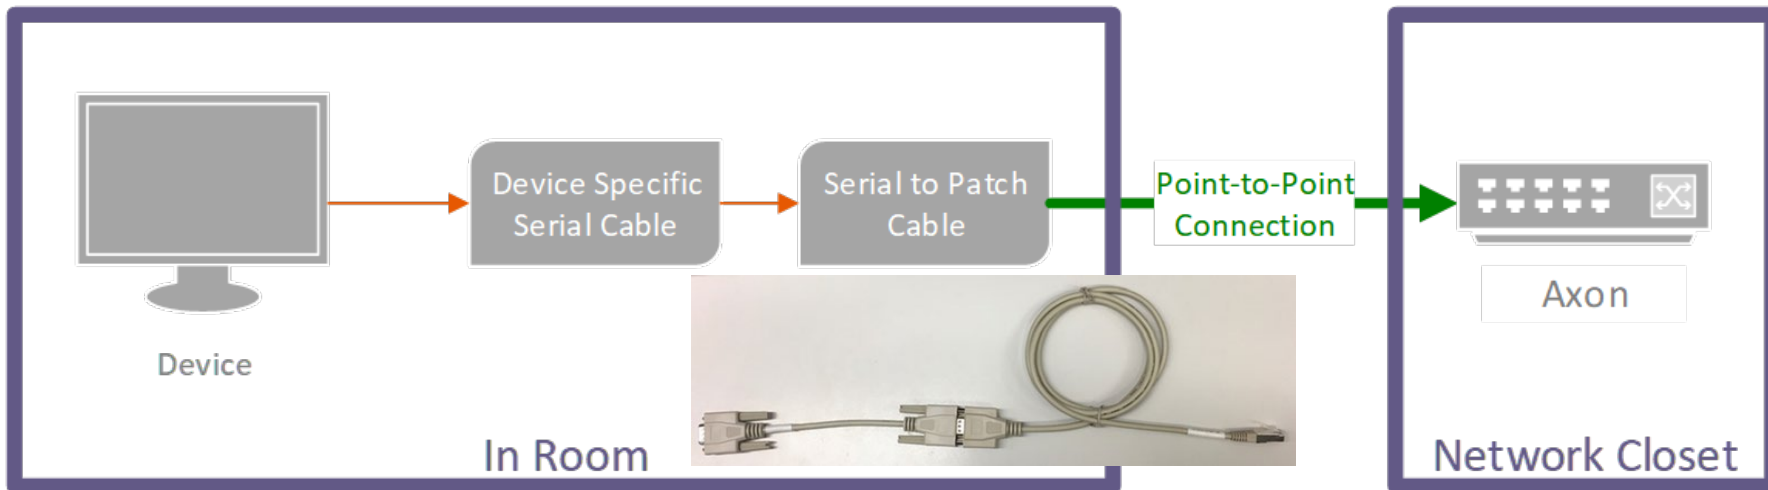 Device
Device Specific
Serial Cable
Serial to Patch
Cable
Point-to-Point
Connection
Axon
In Room
Network Closet